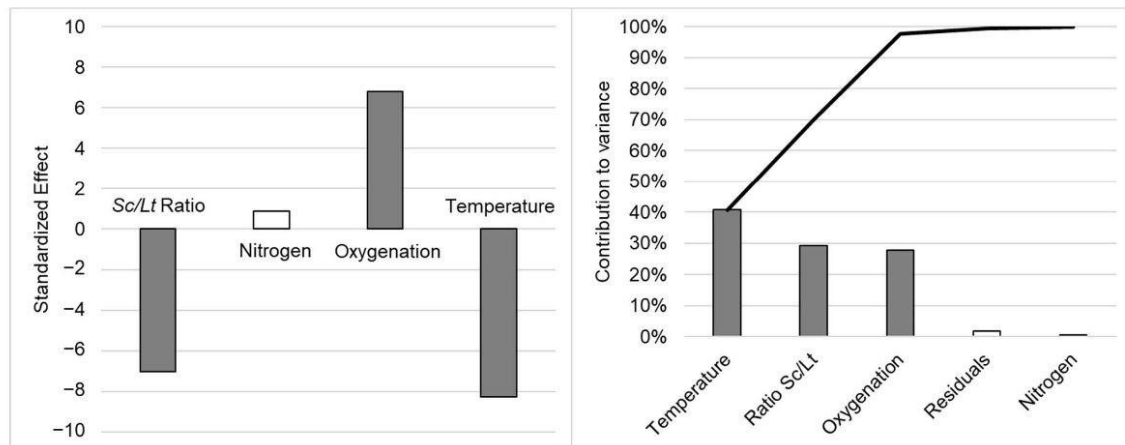 10
8
6
4
2
0
−2
−4
−6
−8
−10
Standardized Effect
Sc/Lt Ratio
Nitrogen
Oxygenation
Temperature
100%
90%
80%
70%
60%
50%
40%
30%
20%
10%
0%
Contribution to variance
Temperature
Ratio Sc/Lt
Oxygenation
Residuals
Nitrogen